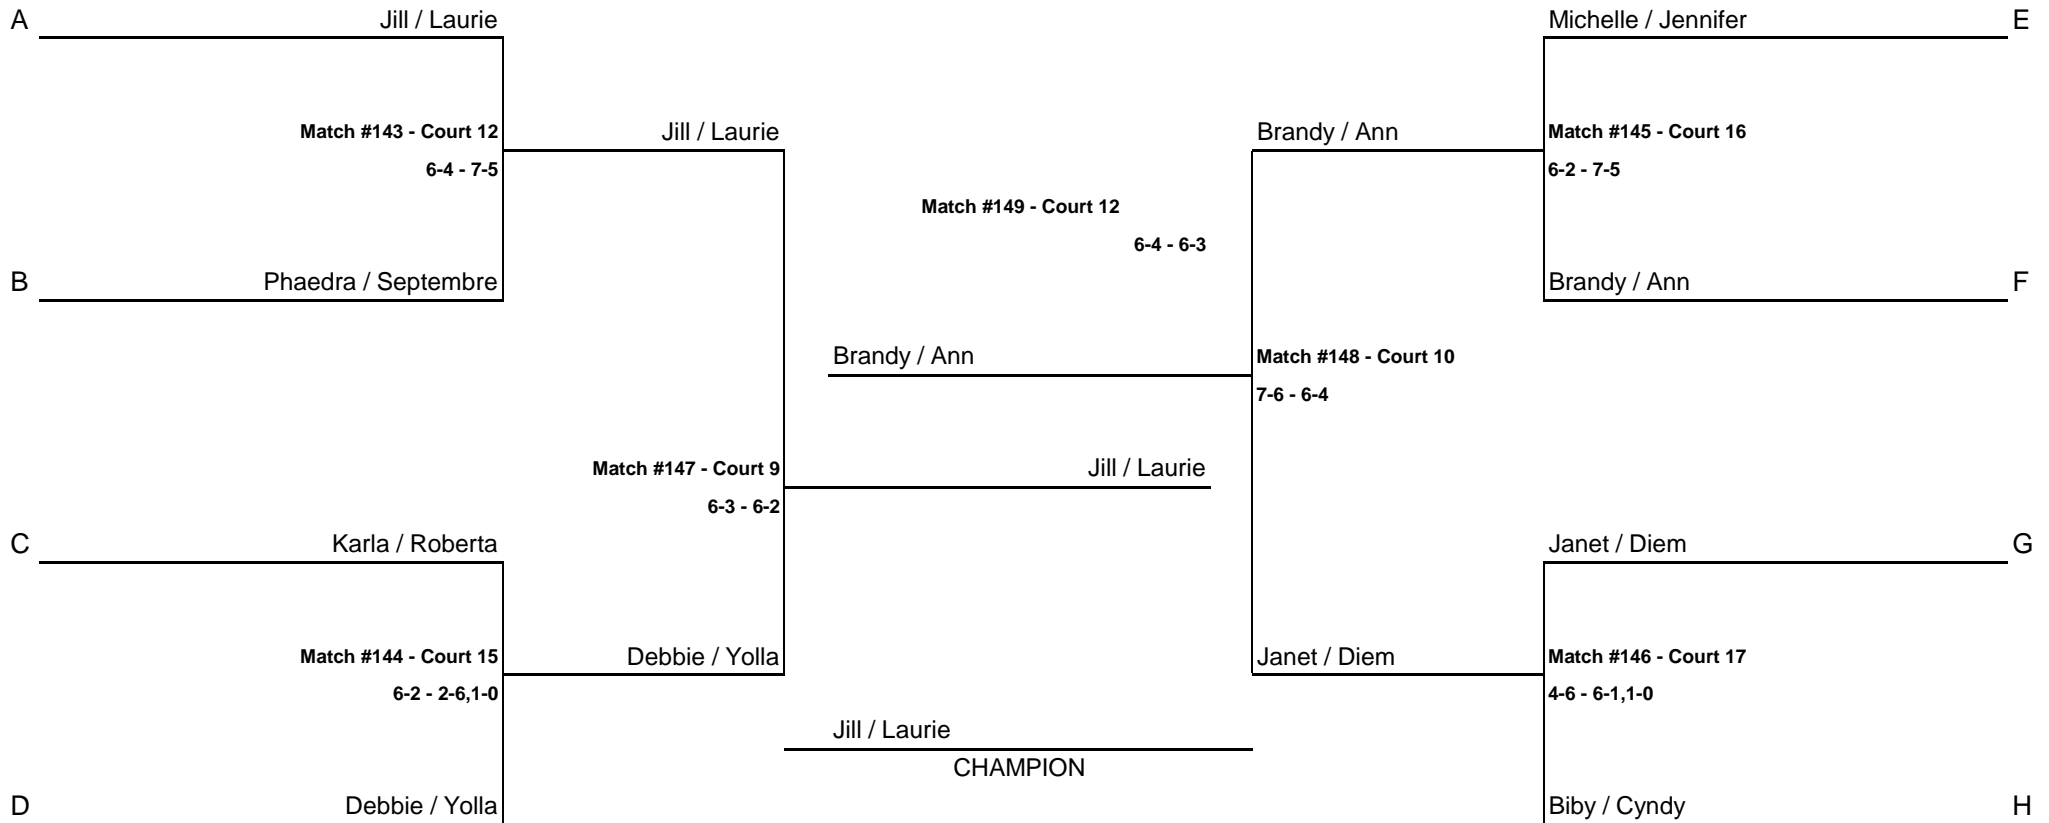 A Jill / Laurie Michelle / Jennifer E
Match #143 - Court 12 Jill / Laurie Brandy / Ann Match #145 - Court 16
6-4 - 7-5 6-2 - 7-5
Match #149 - Court 12
6-4 - 6-3
B Phaedra / Septembre Brandy / Ann F
Brandy / Ann Match #148 - Court 10
7-6 - 6-4
Match #147 - Court 9 Jill / Laurie
6-3 - 6-2
C Karla / Roberta Janet / Diem G
Match #144 - Court 15 Debbie / Yolla Janet / Diem Match #146 - Court 17
6-2 - 2-6,1-0 4-6 - 6-1,1-0
Jill / Laurie
CHAMPION
D Debbie / Yolla Biby / Cyndy H